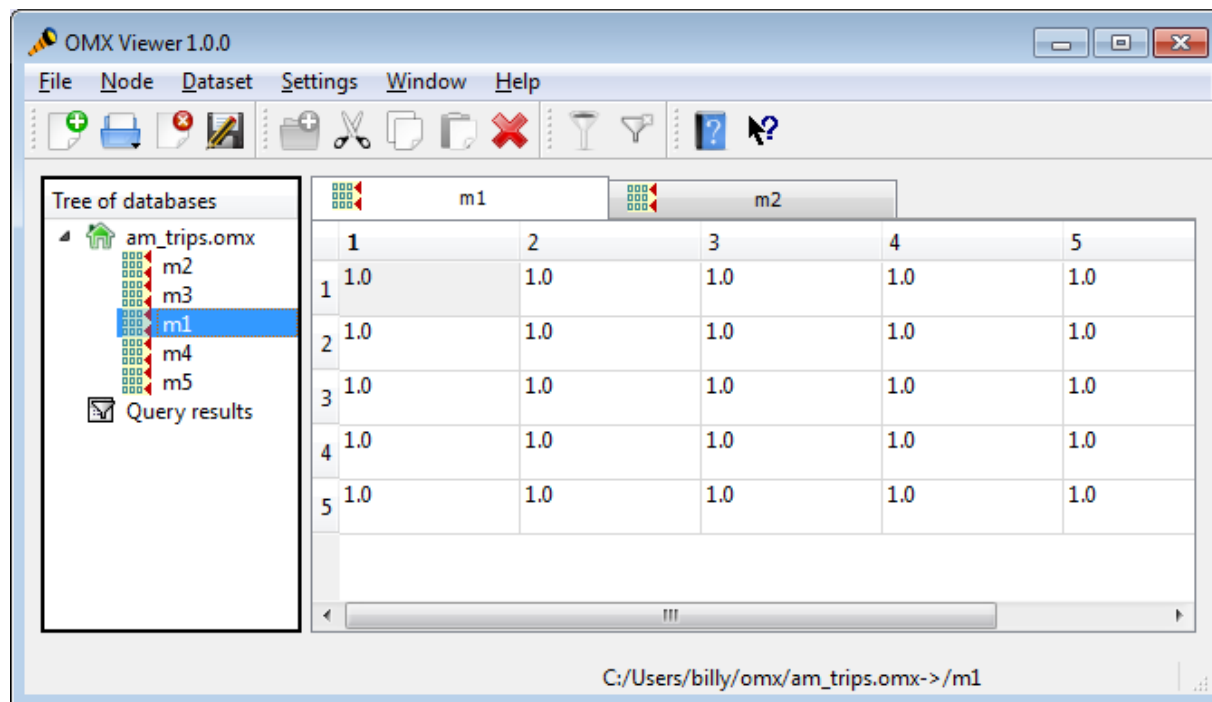 OMX Viewer 1.0.0
File Node Dataset Settings Window Help
Tree of databases
am_trips.omx
m2
m3
m1
m4
m5
Query results
m1 m2
1 2 3 4 5
1 1.0 1.0 1.0 1.0 1.0
2 1.0 1.0 1.0 1.0 1.0
3 1.0 1.0 1.0 1.0 1.0
4 1.0 1.0 1.0 1.0 1.0
5 1.0 1.0 1.0 1.0 1.0
C:/Users/billy/omx/am_trips.omx->/m1